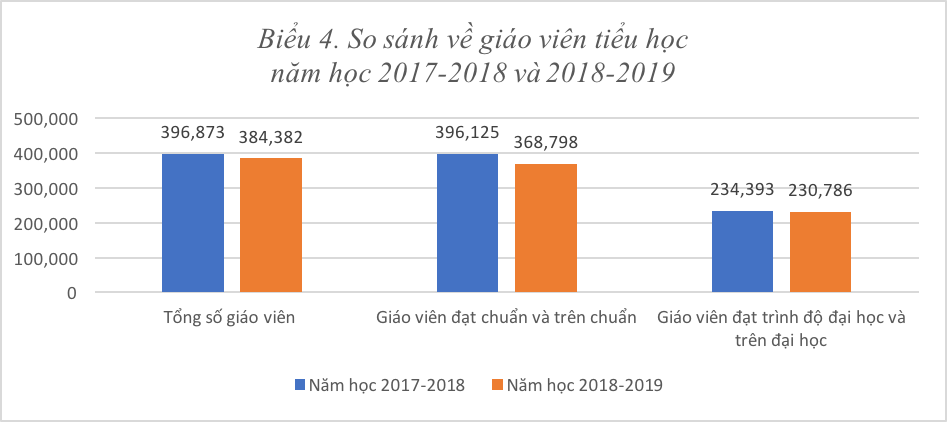 Biểu 4. So sánh về giáo viên tiểu học
năm học 2017-2018 và 2018-2019
500,000
400,000
300,000
200,000
100,000
0
396,873
384,382
396,125
368,798
234,393
230,786
Tổng số giáo viên
Giáo viên đạt chuẩn và trên chuẩn
Giáo viên đạt trình độ đại học và
trên đại học
Năm học 2017-2018
Năm học 2018-2019